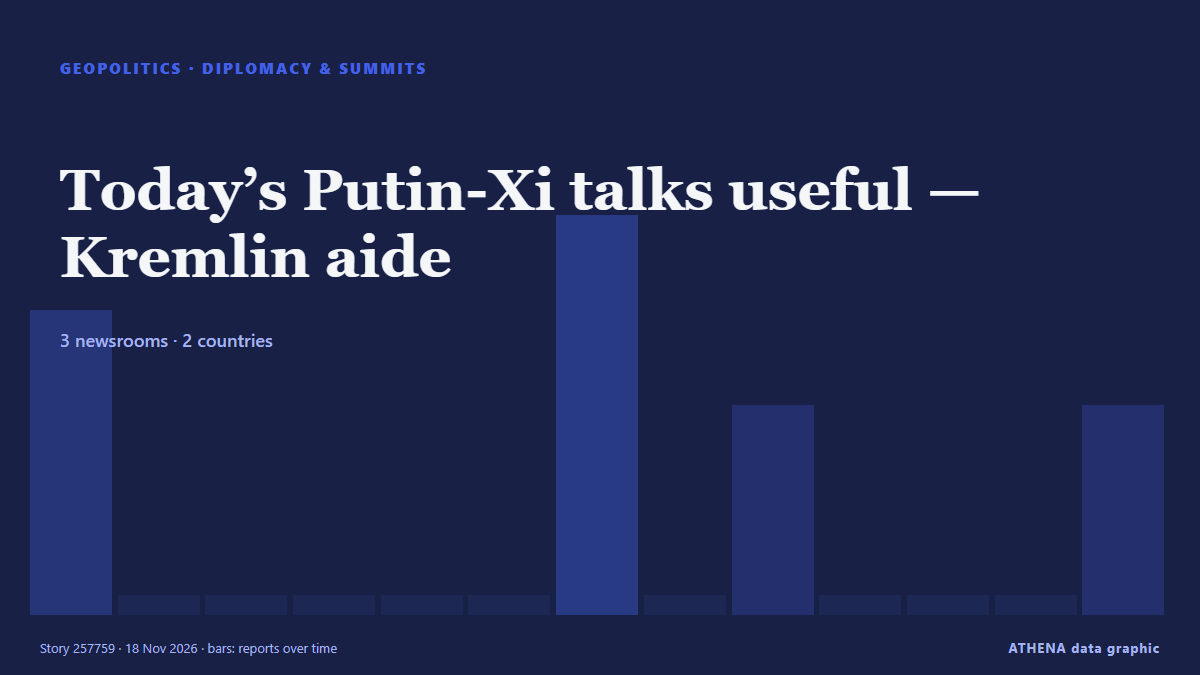 GEOPOLITICS · DIPLOMACY & SUMMITS
Today’s Putin-Xi talks useful —
Kremlin aide
3 newsrooms · 2 countries
Story 257759 · 18 Nov 2026 · bars: reports over time
ATHENA data graphic